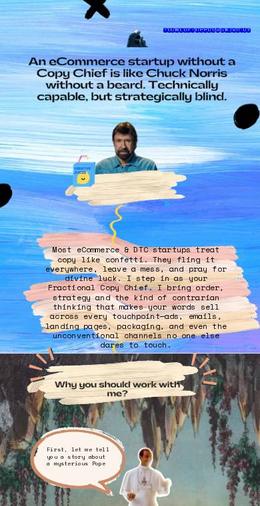 An eCommerce startup without a
Copy Chief is like Chuck Norris
without a beard. Technically
capable, but strategically blind.
Most eCommerce & DTC startups treat
copy like confetti. They fling it
everywhere, leave a mess, and pray for
divine luck. I step in as your
Fractional Copy Chief. I bring order,
strategy and the kind of contrarian
thinking that makes your words sell
across every touchpoint—ads, emails,
landing pages, packaging, and even the
unconventional channels no one else
dares to touch.
Why you should work with
me?
First, let me tell
you a story about
a mysterious Pope